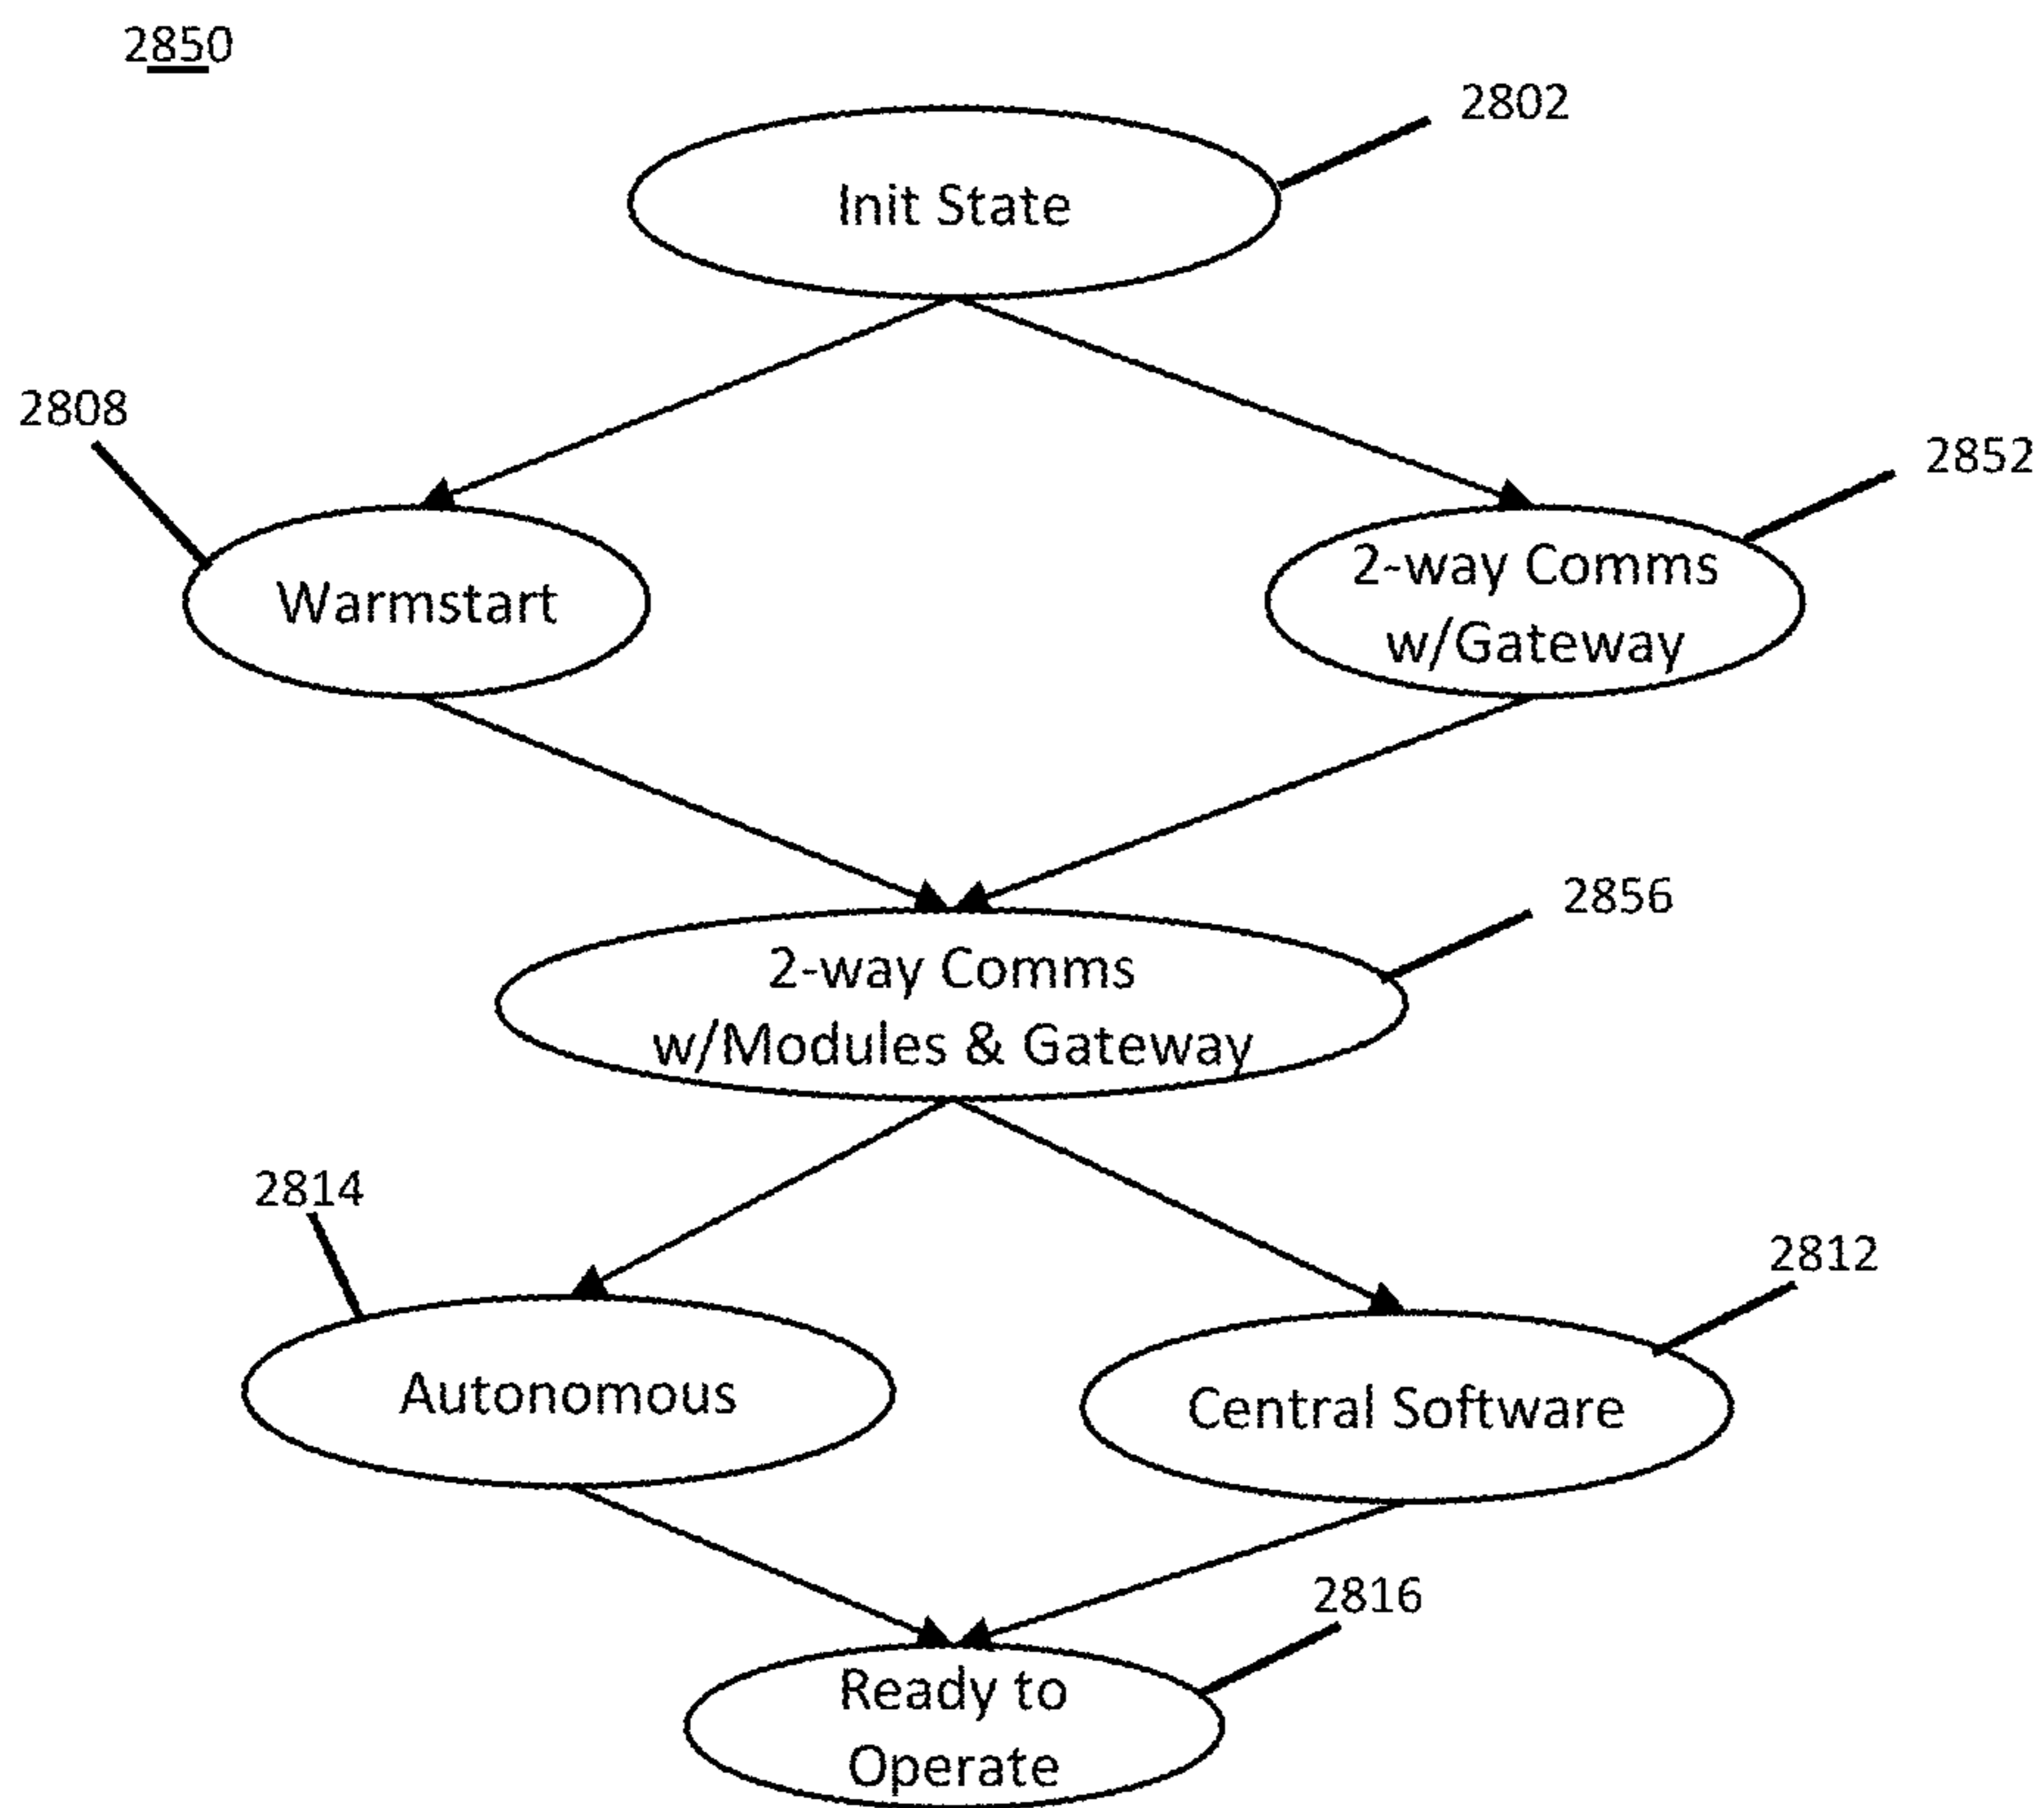 2850
2802
Init State
2808
2852
Warmstart
2-way Comms
w/Gateway
2856
2-way Comms
w/Modules & Gateway
2814
2812
Autonomous
Central Software
2816
Ready to
Operate